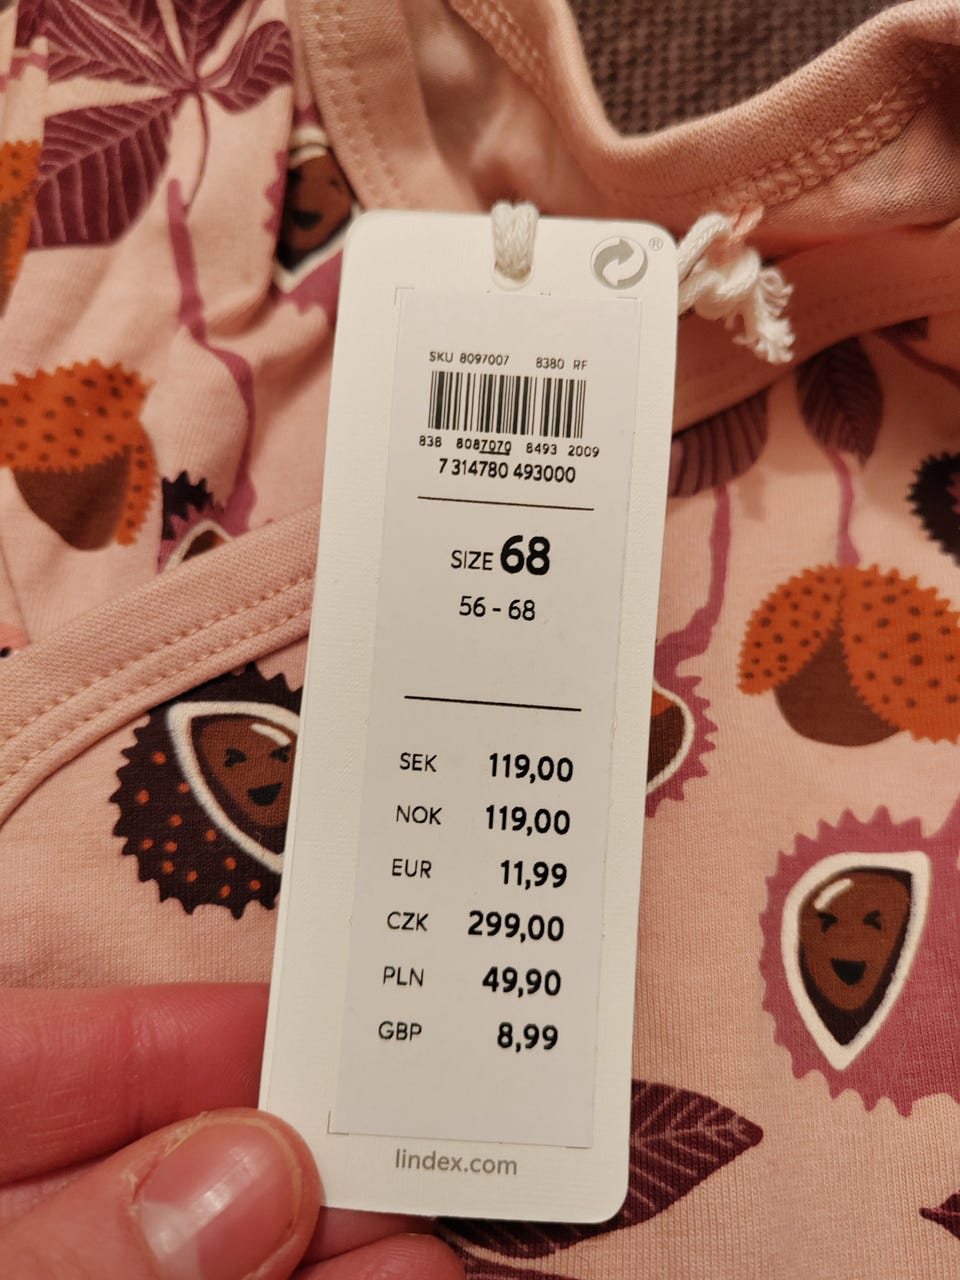 ®
SKU 8097007 8380 RF
838 8087070 8493 2009
7 314780 493000
SIZE 68
56 - 68
SEK 119,00
NOK 119,00
EUR 11,99
CZK 299,00
PLN 49,90
GBP 8,99
lindex.com